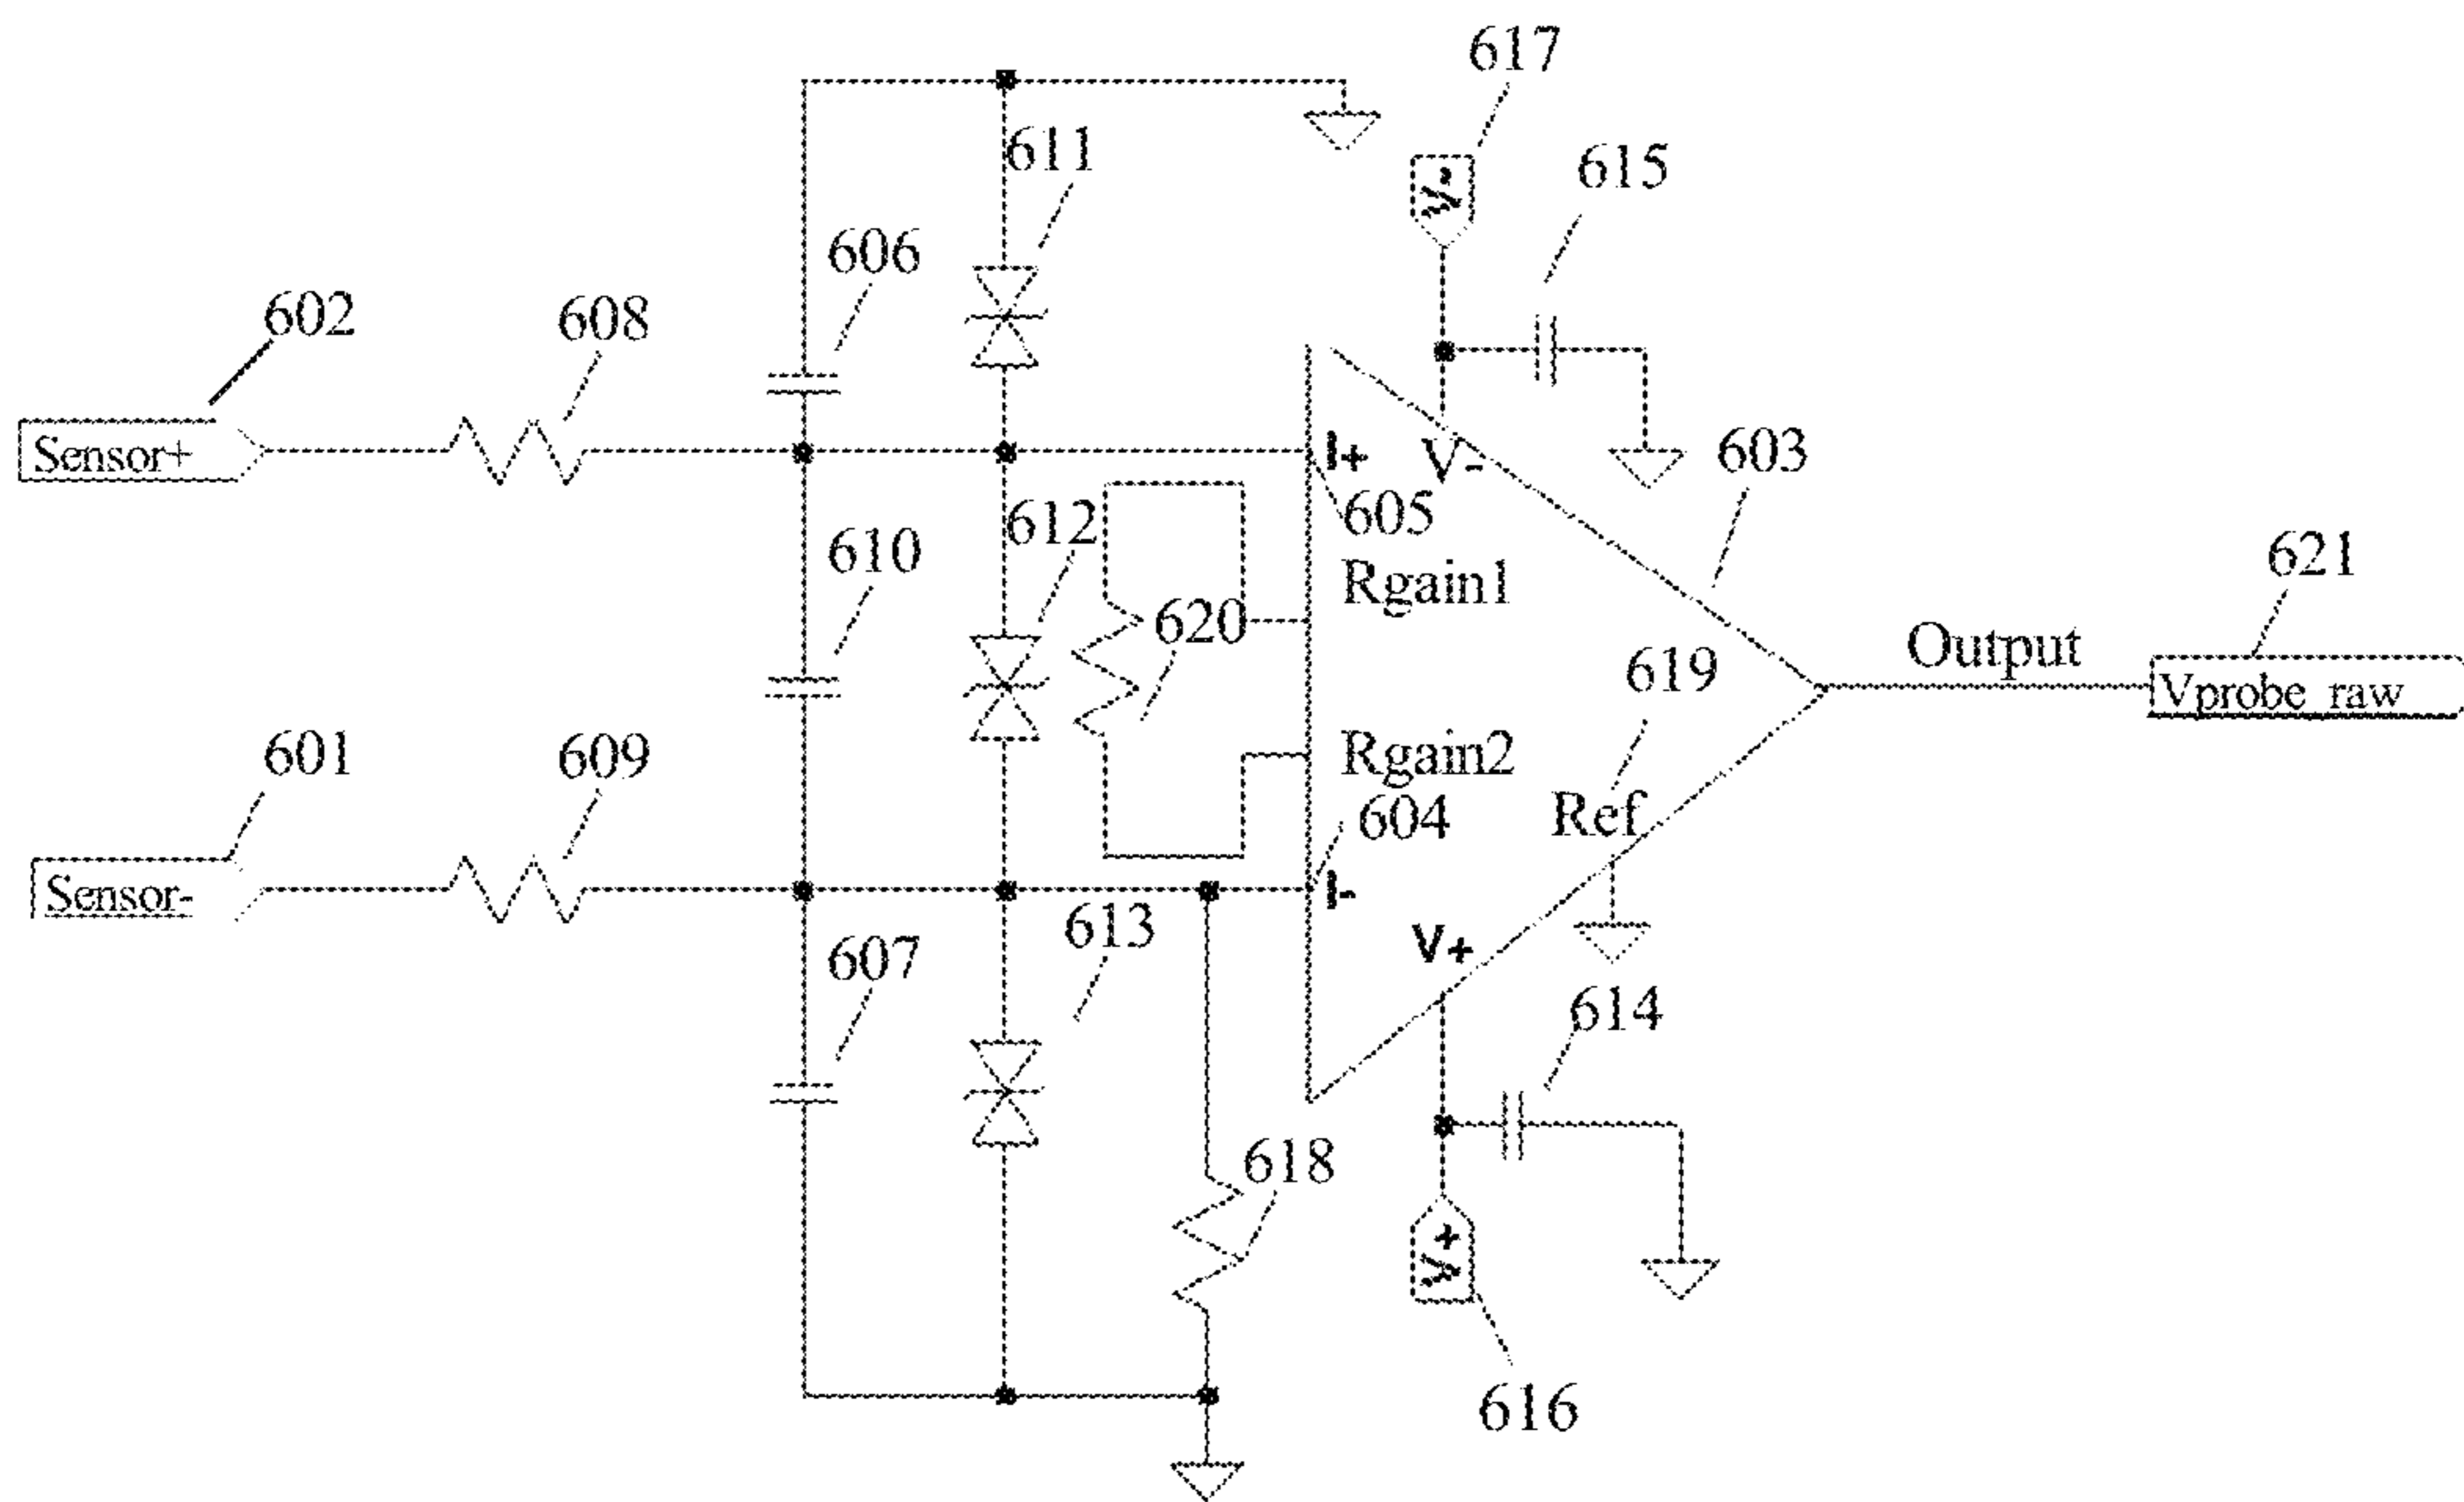 617
611
615
V-
606
602
608
Sensor+
I+
V-
603
605
612
610
Rgain1
621
620
Output
619
Vprobe_raw
601
609
Rgain2
604
Ref
Sensor-
I-
613
V+
607
614
618
V+
616